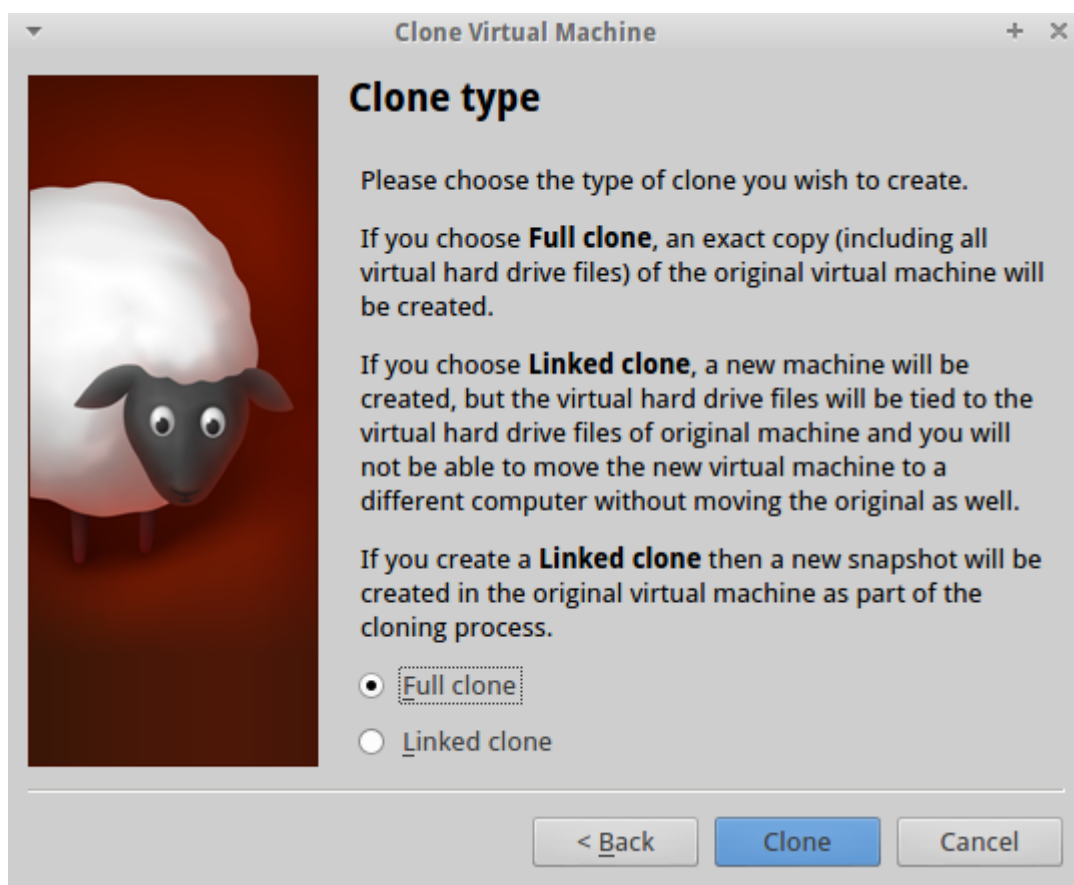 Clone Virtual Machine
Clone type
Please choose the type of clone you wish to create.
If you choose Full clone, an exact copy (including all
virtual hard drive files) of the original virtual machine will
be created.
If you choose Linked clone, a new machine will be
created, but the virtual hard drive files will be tied to the
virtual hard drive files of original machine and you will
not be able to move the new virtual machine to a
different computer without moving the original as well.
If you create a Linked clone then a new snapshot will be
created in the original virtual machine as part of the
cloning process.
Full clone
Linked clone
< Back Clone Cancel